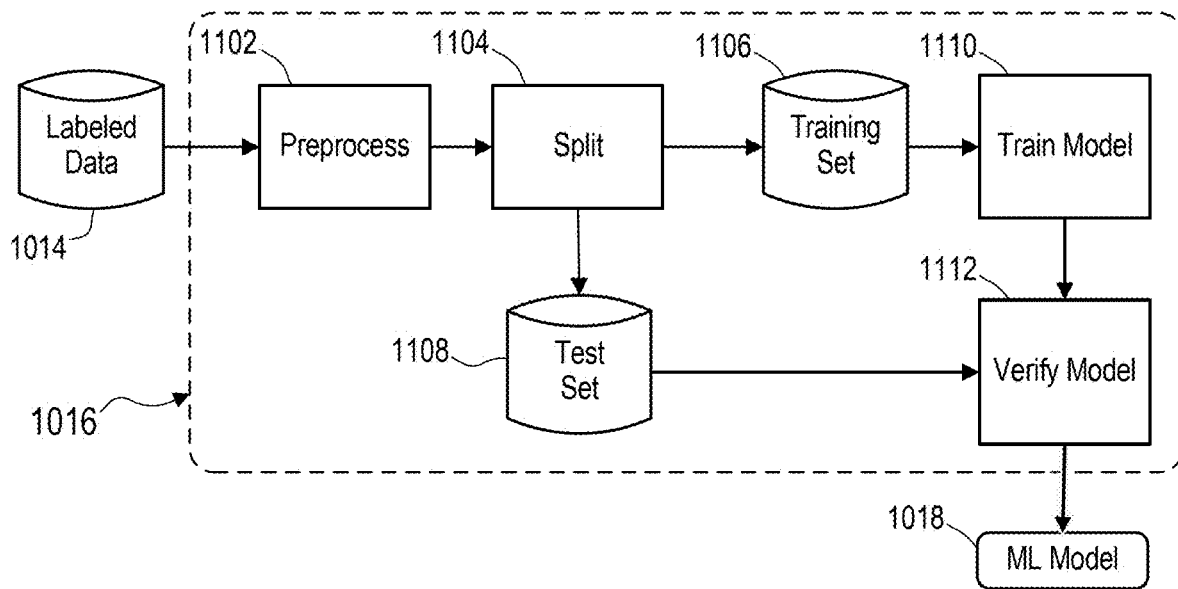 1102
1104
1106
1110
Labeled
Data
Preprocess
Split
Training
Set
Train Model
1014
1112
1108
Test
Set
Verify Model
1016
1018
ML Model